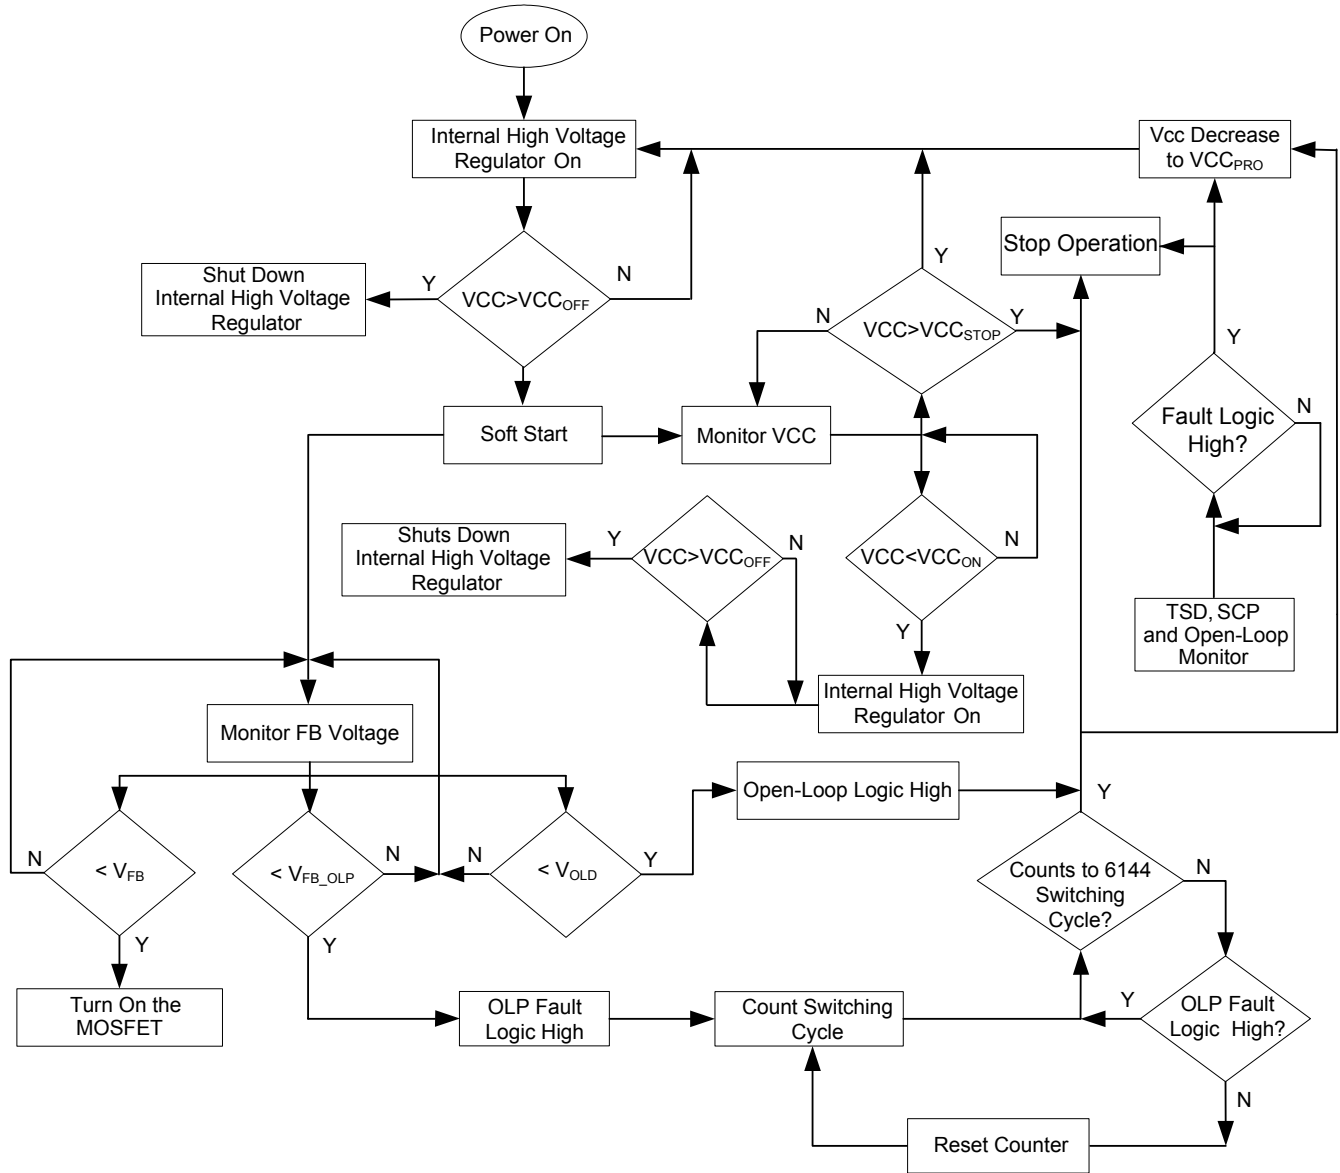 Power On
Internal High Voltage
Regulator On
Vcc Decrease
to VCCPRO
Stop Operation
Shut Down
Internal High Voltage
Regulator
Y
VCC>VCCOFF
N
Y
N
VCC>VCCSTOP
Y
Y
Fault Logic
High?
N
Soft Start
Monitor VCC
Shuts Down
Internal High Voltage
Regulator
Y
VCC>VCCOFF
N
VCC<VCCON
N
Y
TSD, SCP
and Open-Loop
Monitor
Internal High Voltage
Regulator On
Monitor FB Voltage
Open-Loop Logic High
Y
N
< VFB
Y
< VFB_OLP
N
Y
N
< VOLD
Y
Counts to 6144
Switching
Cycle?
N
Turn On the
MOSFET
OLP Fault
Logic High
Count Switching
Cycle
Y
OLP Fault
Logic High?
N
Reset Counter